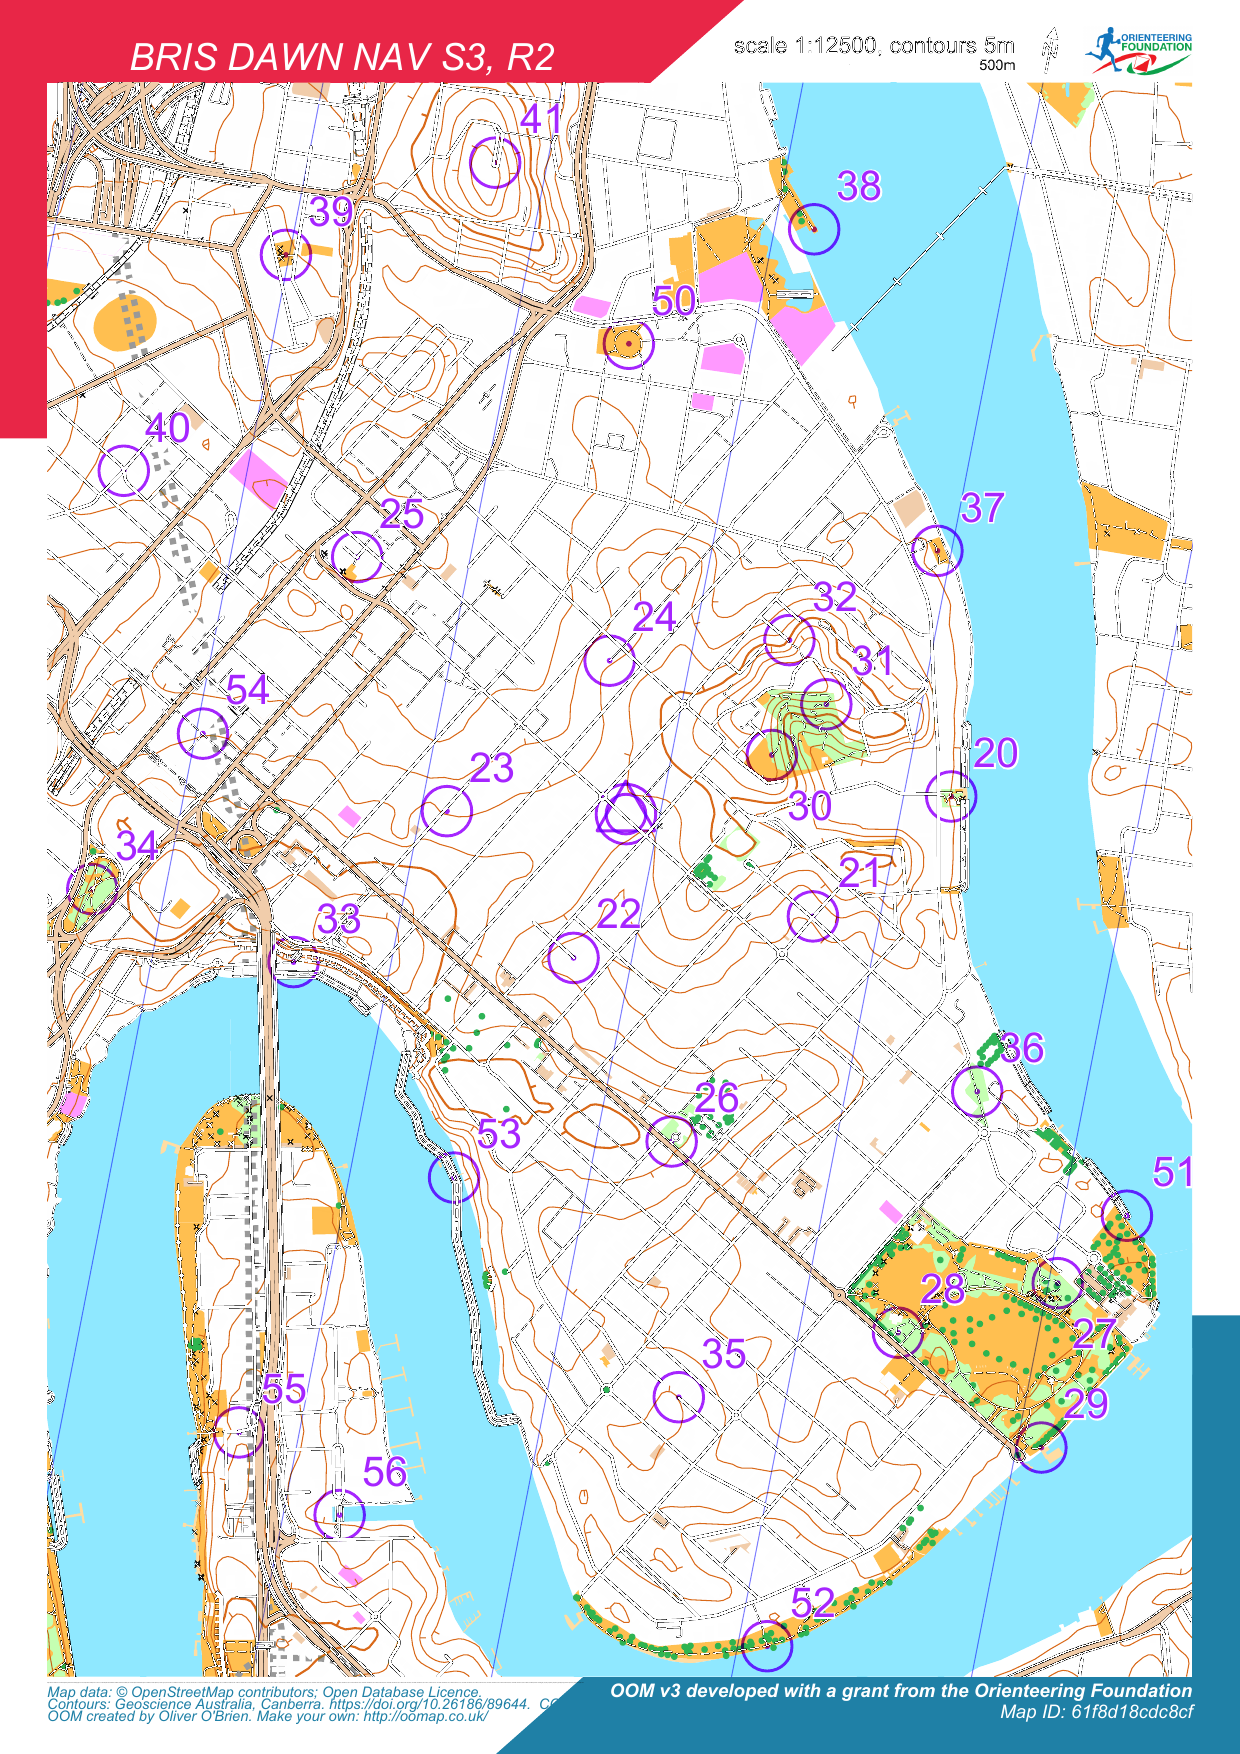 BRIS DAWN NAV S3, R2
scale 1:12500, contours 5m
500m
ORIENTEERING
FOUNDATION
41
38
39
50
40
25
37
32
24
31
54
23
20
30
34
21
22
33
36
26
53
51
28
27
35
55
29
56
52
Map data: © OpenStreetMap contributors; Open Database Licence.
Contours: Geoscience Australia, Canberra. https://doi.org/10.26186/89644. CC
OOM created by Oliver O'Brien. Make your own: http://oomap.co.uk/
OOM v3 developed with a grant from the Orienteering Foundation
Map ID: 61f8d18cdc8cf